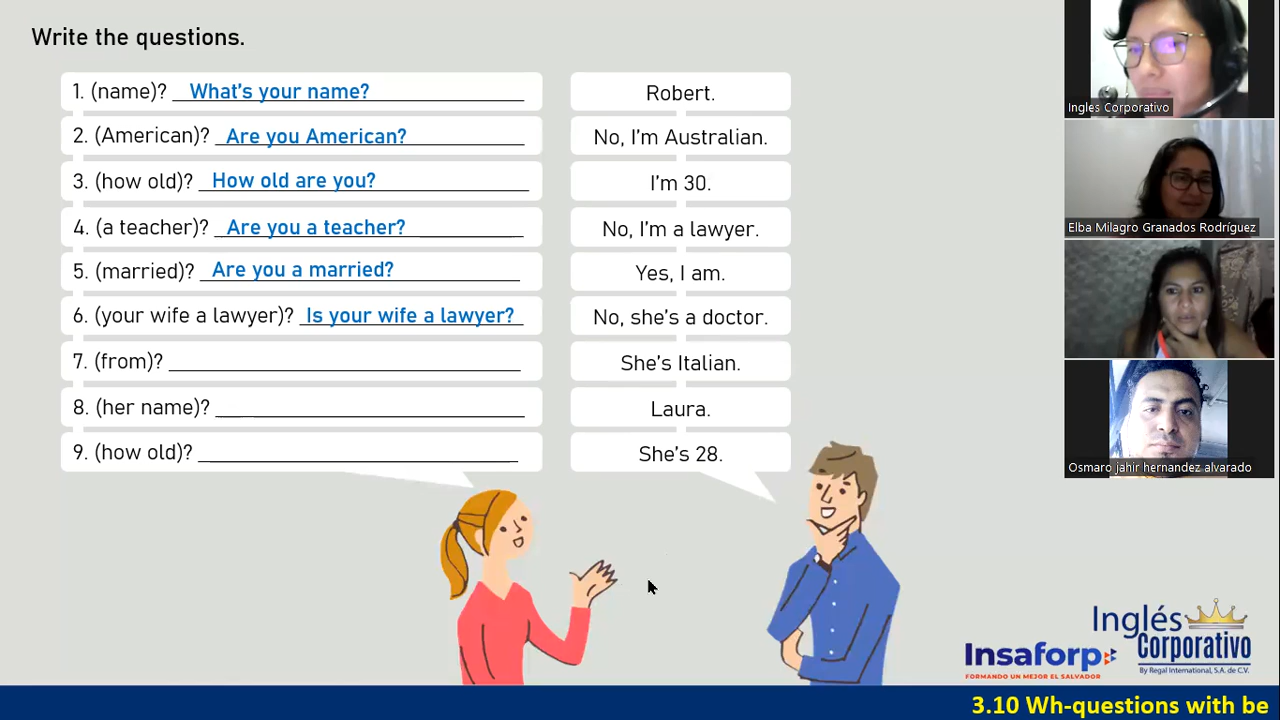 Write the questions.
1. (name)? What's your name?
Robert.
2. (American)? Are you American?
No, I'm Australian.
3. (how old)? How old are you?
I'm 30.
4. (a teacher)? Are you a teacher?
No, I'm a lawyer.
5. (married)? Are you a married?
Yes, I am.
6. (your wife a lawyer)? Is your wife a lawyer?
No, she's a doctor.
7. (from)?
She's Italian.
8. (her name)?
Laura.
9. (how old)?
She's 28.
Ingles Corporativo
Elba Milagro Granados Rodríguez
Osmaro jahir hernandez alvarado
Insaforp
FORMANDO UN MEJOR EL SALVADOR
Inglés
Corporativo
By Regal International, S.A. de C.V.
3.10 Wh-questions with be